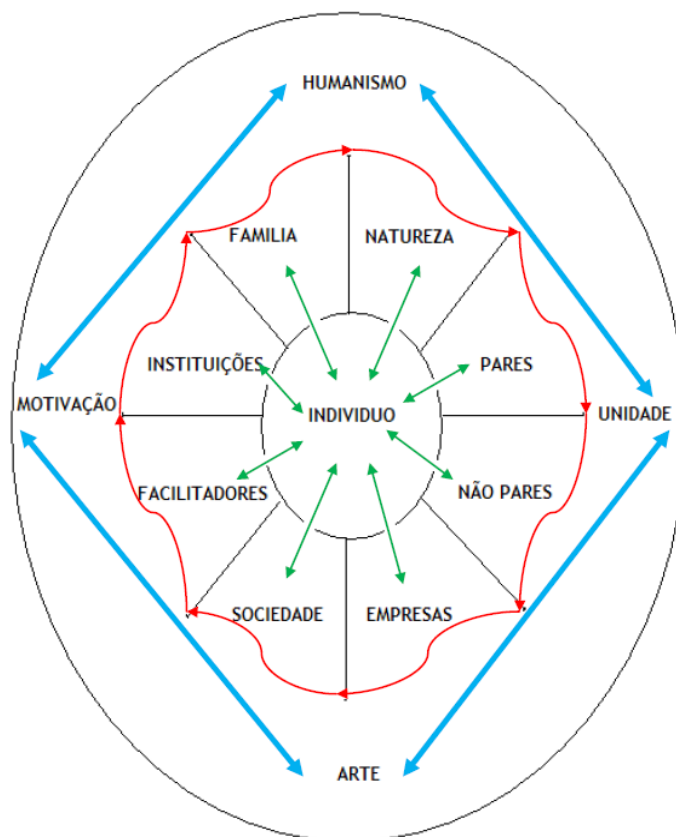 HUMANISMO
FAMILIA
NATUREZA
INSTITUIÇÕES
PARES
MOTIVAÇÃO
INDIVIDUO
UNIDADE
FACILITADORES
NÃO PARES
SOCIEDADE
EMPRESAS
ARTE